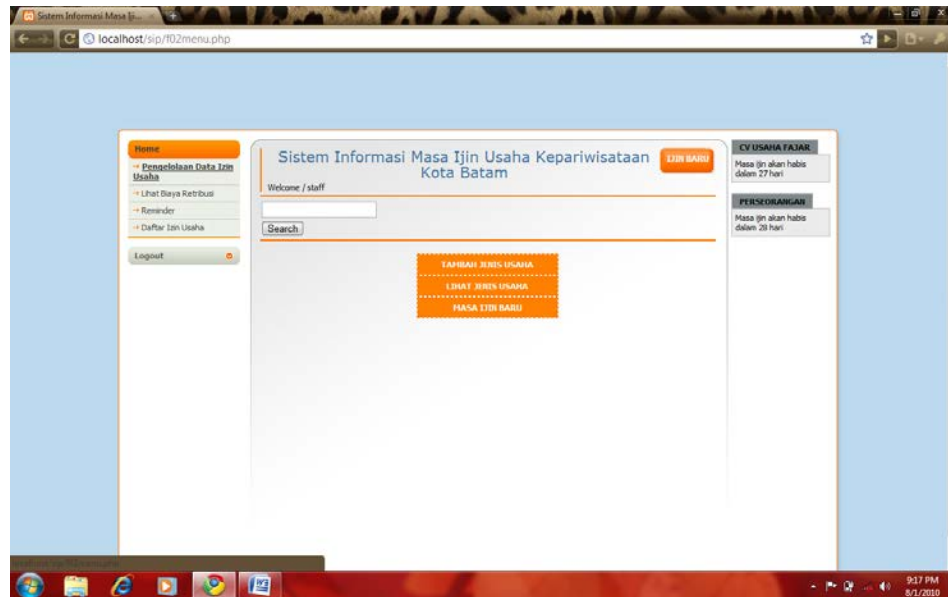 Sistem Informasi Masa Iji...
localhost/sip/f02menu.php
Home
Pengelolaan Data Izin
Usaha
Lihat Biaya Retribusi
Reminder
Daftar Izin Usaha
Logout
Sistem Informasi Masa Ijin Usaha Kepariwisataan
Kota Batam
IJIN BARU
Welcome / staff
Search
TAMBAH JENIS USAHA
LIHAT JENIS USAHA
MASA IJIN BARU
CV USAHA FAJAR
Masa ijin akan habis
dalam 27 hari
PERSEORANGAN
Masa ijin akan habis
dalam 28 hari
9:17 PM
8/1/2010